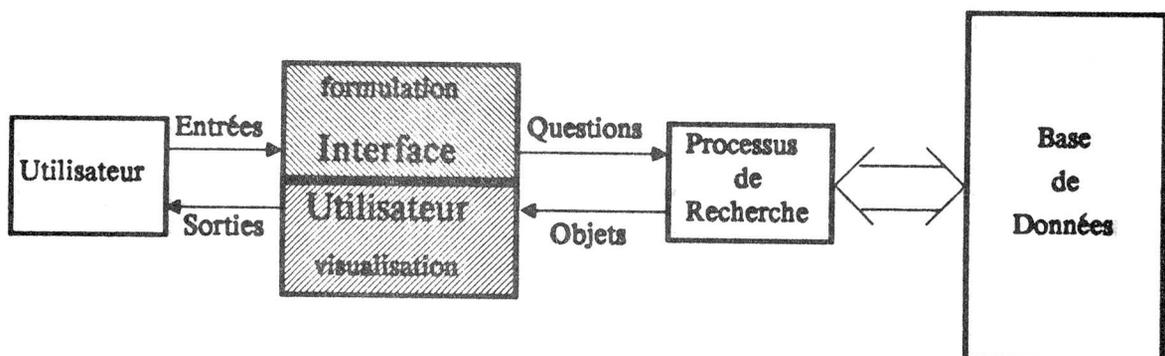 Utilisateur
Entrées
Sorties
formulation
Interface
Utilisateur
visualisation
Questions
Objets
Processus
de
Recherche
Base
de
Données